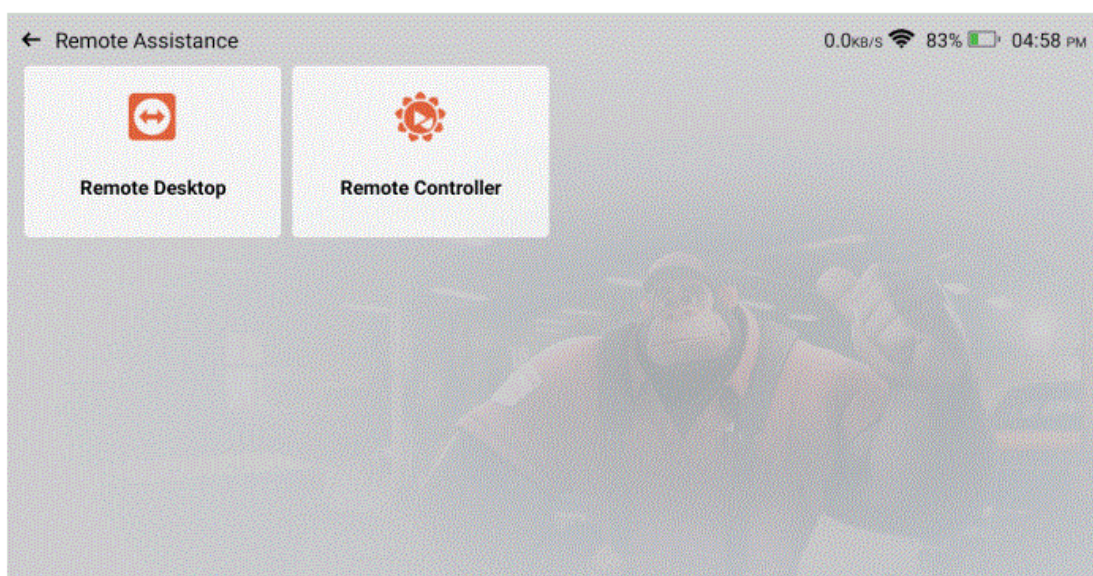 ← Remote Assistance
0.0KB/S 83% 04:58 PM
Remote Desktop
Remote Controller